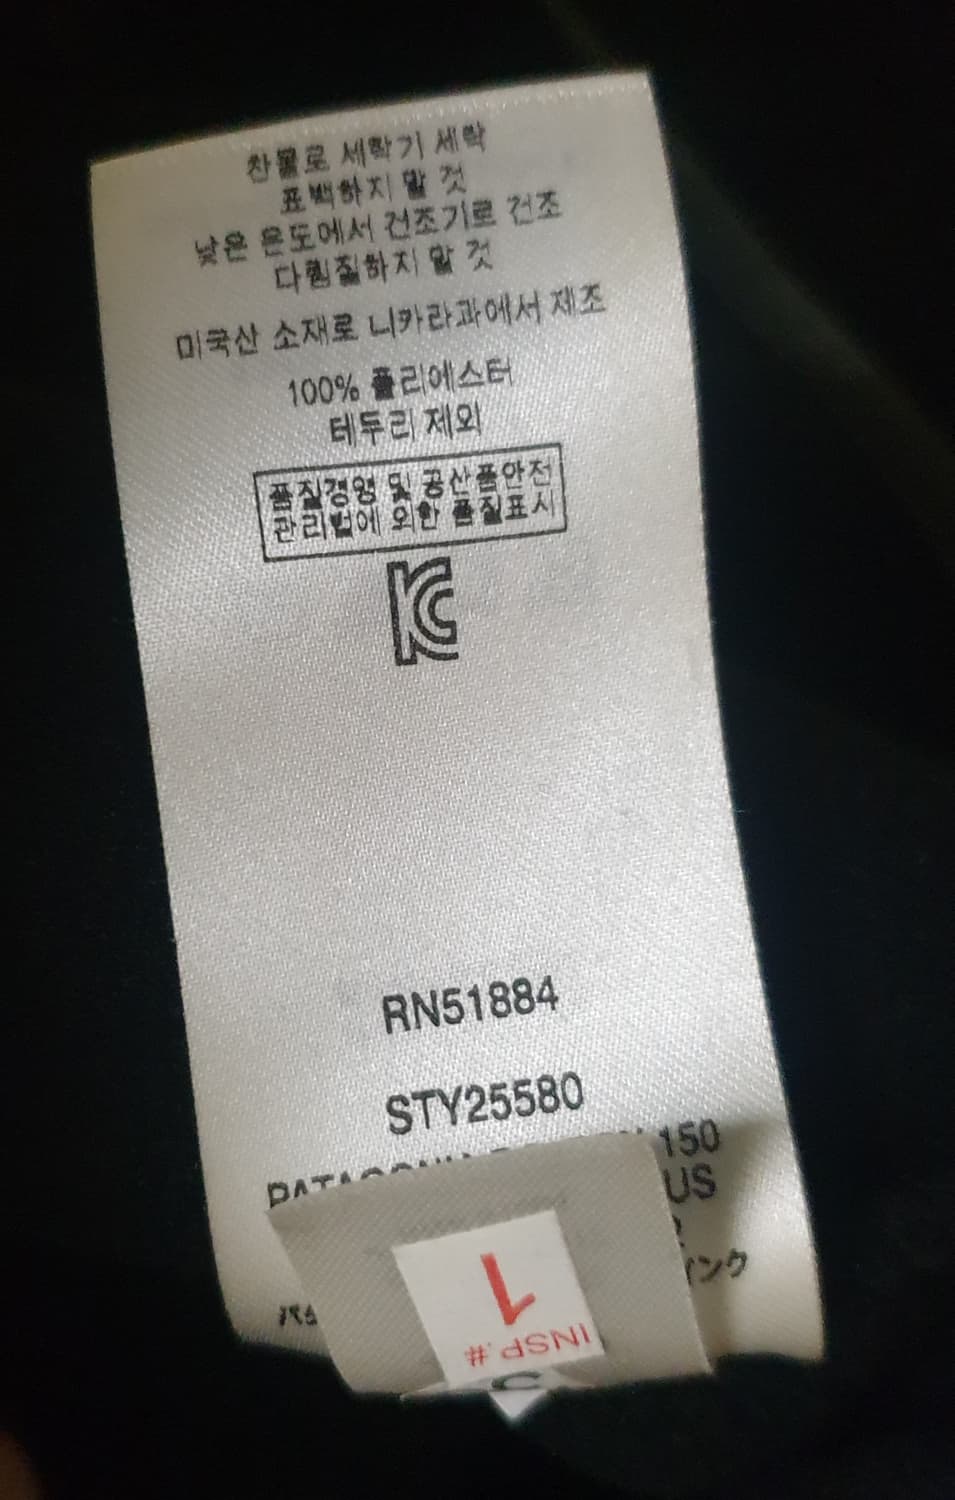 찬물로 세탁기 세탁
표백하지 말 것
낮은 온도에서 건조기로 건조
다림질하지 말 것
미국산 소재로 니카라과에서 제조
100% 폴리에스터
테두리 제외
품질경영 및 공산품안전
관리법에 의한 품질표시
KC
RN51884
STY25580
150
US
インク
1
INSP.#